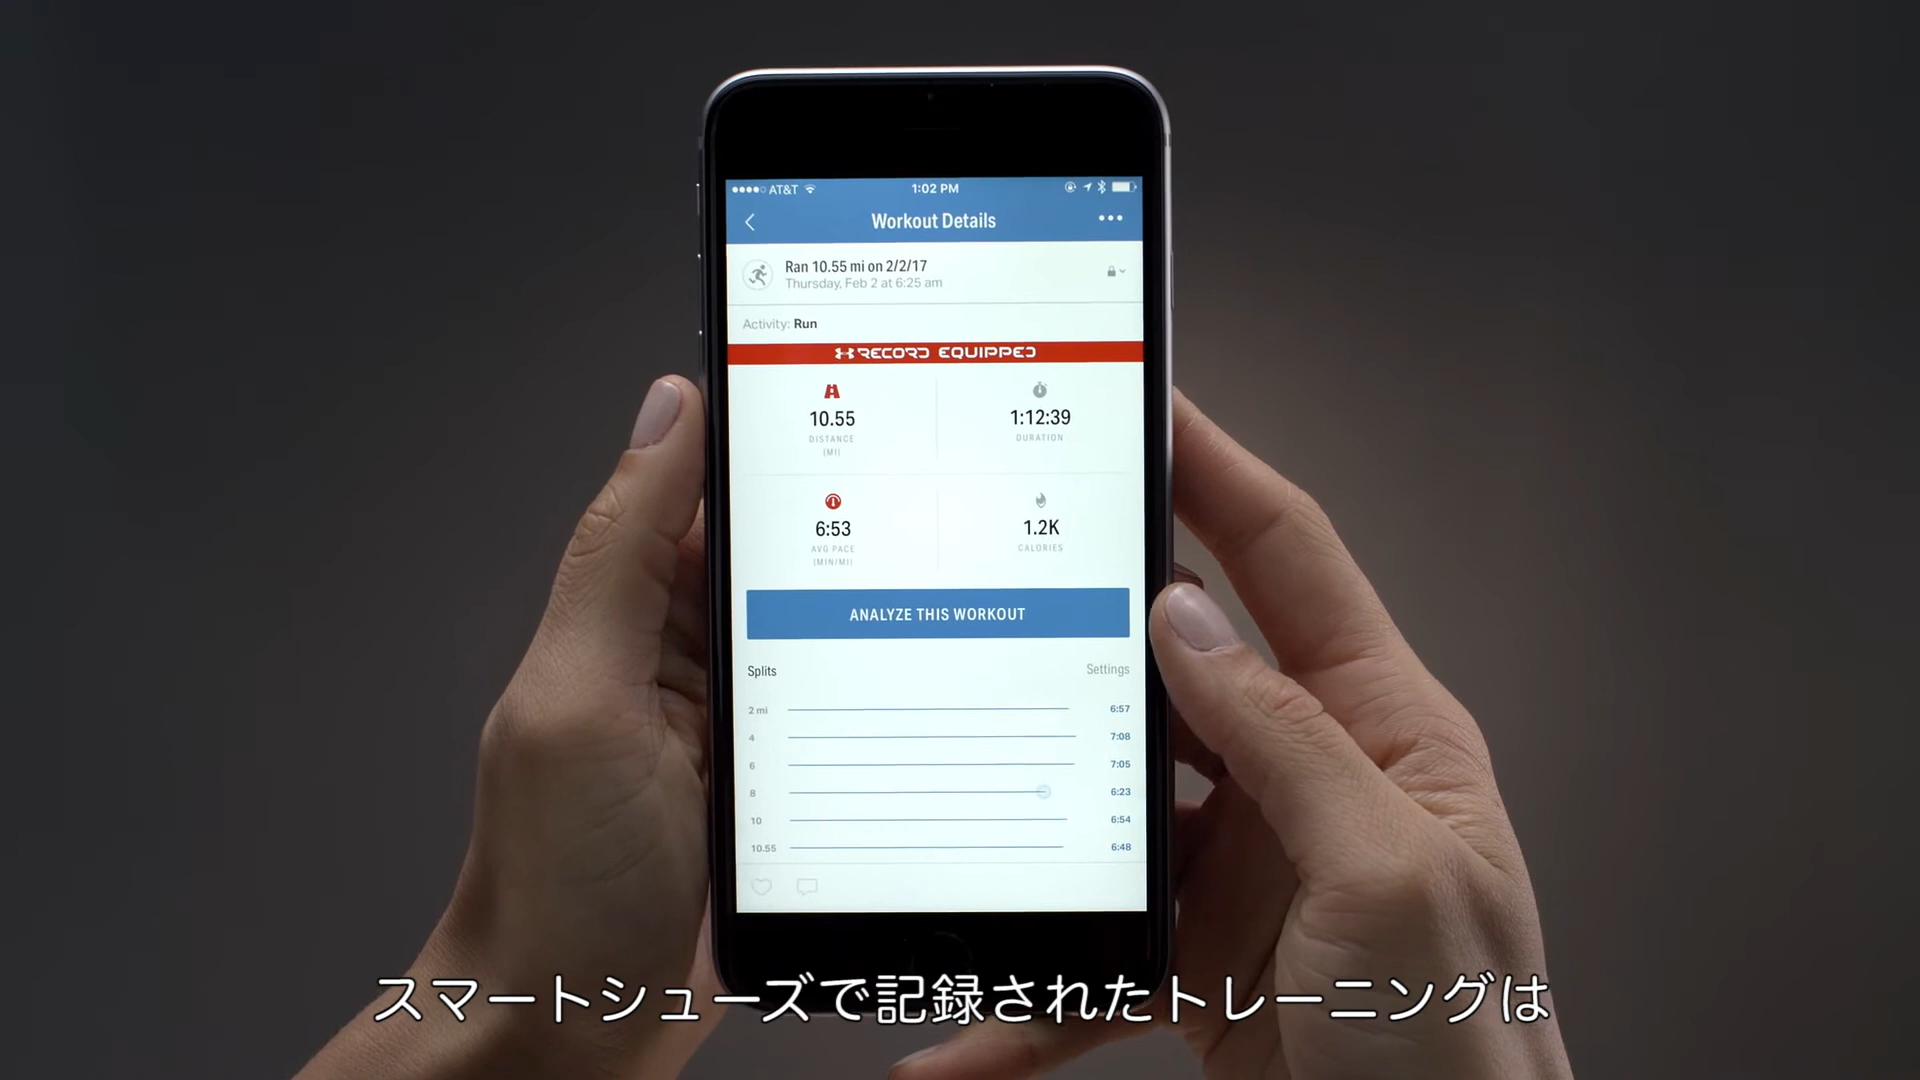 AT&T 1:02 PM
Workout Details
Ran 10.55 mi on 2/2/17
Thursday, Feb 2 at 6:25 am
Activity: Run
RECORD EQUIPPED
10.55 1:12:39
DISTANCE DURATION
(MI)
6:53 1.2K
AVG PACE CALORIES
(MIN/MI)
ANALYZE THIS WORKOUT
Splits Settings
2 mi 6:57
4 7:08
6 7:05
8 6:23
10 6:54
10.55 6:48
スマートシューズで記録されたトレーニングは